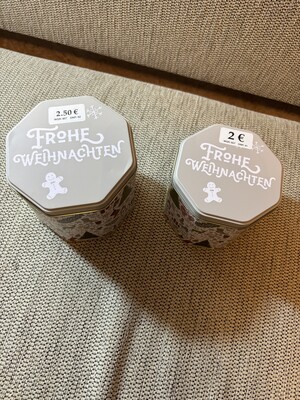 2.50 €
FROHE
WEIHNACHTEN
2 €
FROHE
WEIHNACHTEN